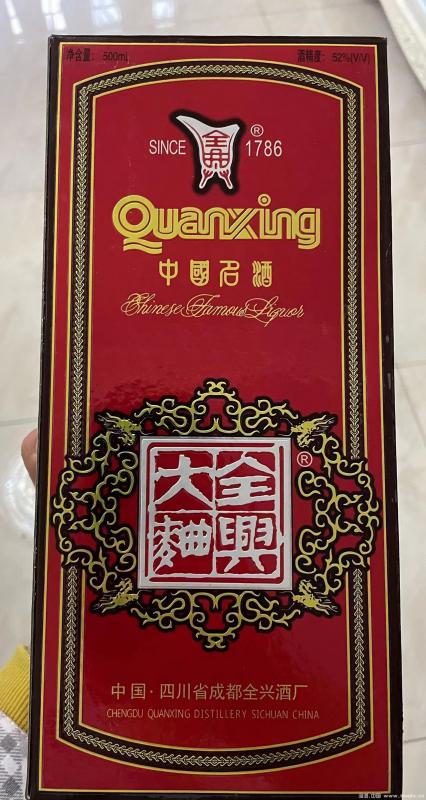 净含量: 500ml 酒精度: 52%(V/V)
全興
®
SINCE 1786
Quanxing
中國名酒
Chinese Famous Liquor
®
全興
大麯
中国·四川省成都全兴酒厂
CHENGDU QUANXING DISTILLERY SICHUAN CHINA